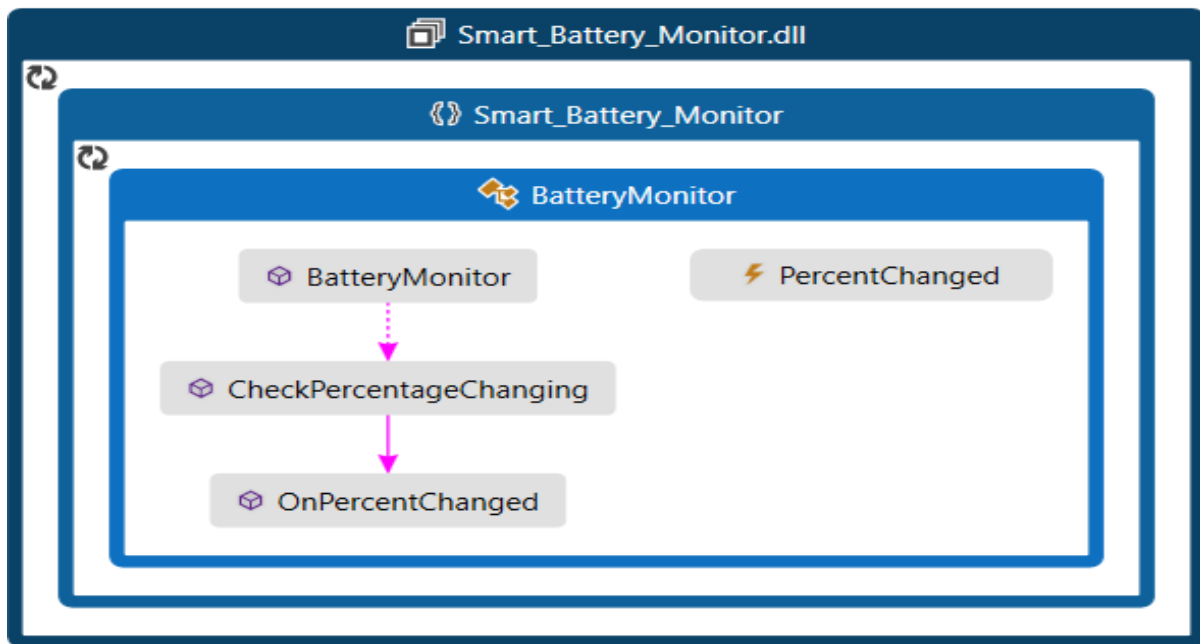 Smart_Battery_Monitor.dll
Smart_Battery_Monitor
BatteryMonitor
BatteryMonitor
PercentChanged
CheckPercentageChanging
OnPercentChanged